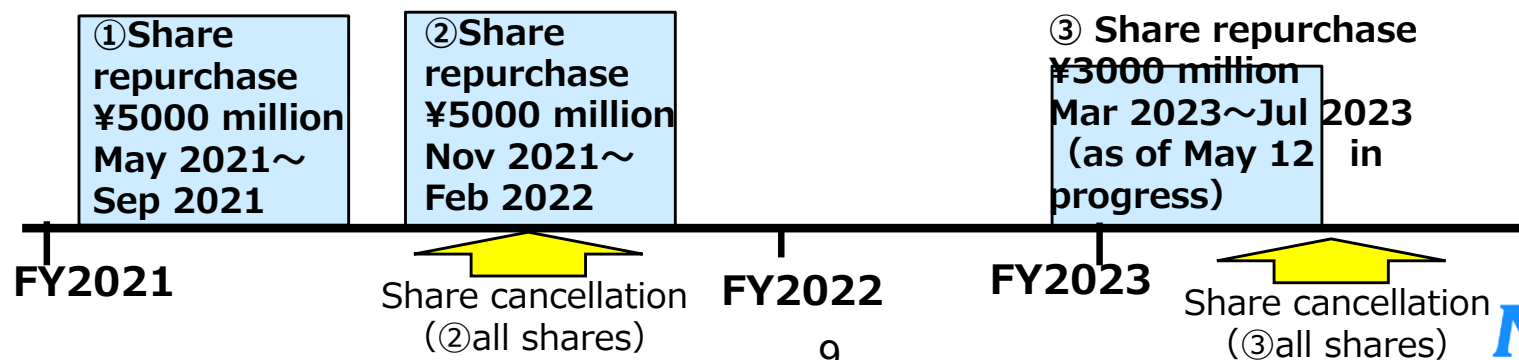 ①Share
repurchase
¥5000 million
May 2021～
Sep 2021
②Share
repurchase
¥5000 million
Nov 2021～
Feb 2022
③ Share repurchase
¥3000 million
Mar 2023～Jul 2023
（as of May 12 in
progress）
FY2021
Share cancellation
（②all shares）
FY2022
FY2023
Share cancellation
（③all shares）
9